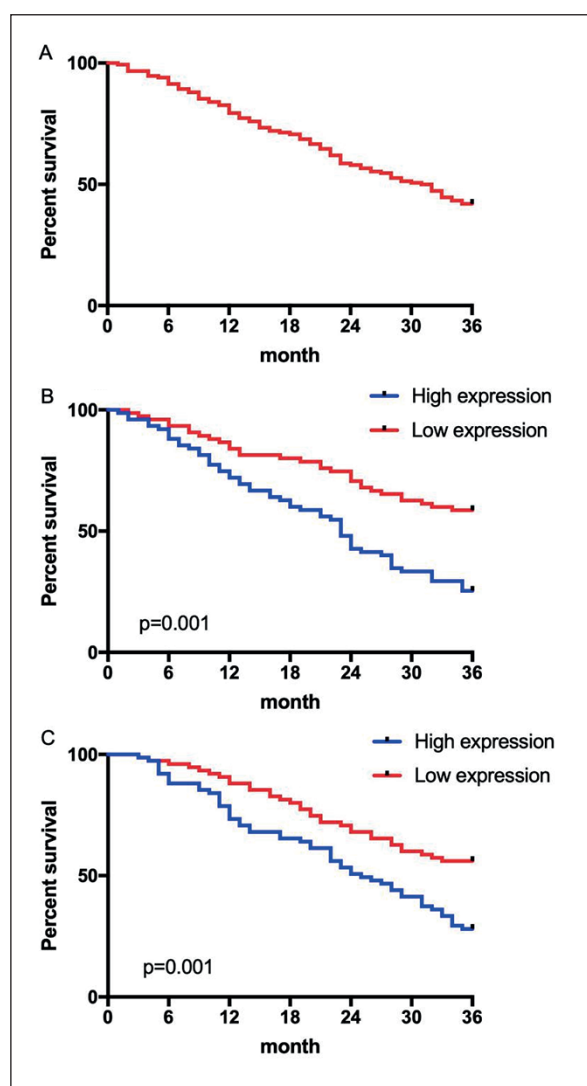 A
100
50
0
Percent survival
0 6 12 18 24 30 36
month
B
High expression
Low expression
100
50
0
Percent survival
p=0.001
0 6 12 18 24 30 36
month
C
High expression
Low expression
100
50
0
Percent survival
p=0.001
0 6 12 18 24 30 36
month